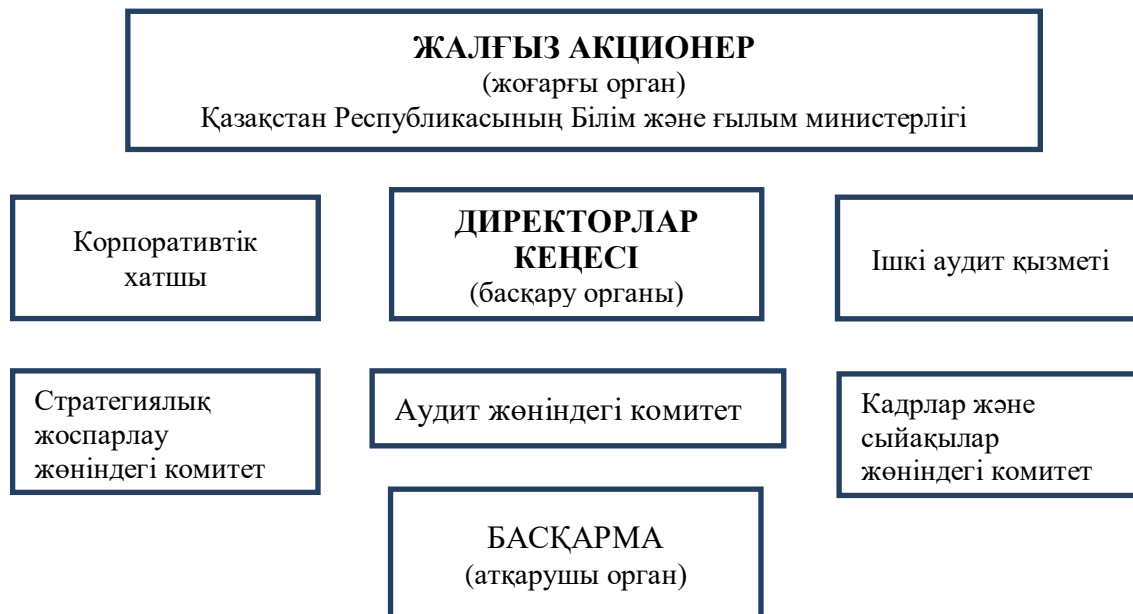 ЖАЛҒЫЗ АКЦИОНЕР
(жоғарғы орган)
Қазақстан Республикасының Білім және ғылым министерлігі
Корпоративтік
хатшы
ДИРЕКТОРЛАР
КЕҢЕСІ
(басқару органы)
Ішкі аудит қызметі
Стратегиялық
жоспарлау
жөніндегі комитет
Аудит жөніндегі комитет
Кадрлар және
сыйақылар
жөніндегі комитет
БАСҚАРМА
(атқарушы орган)